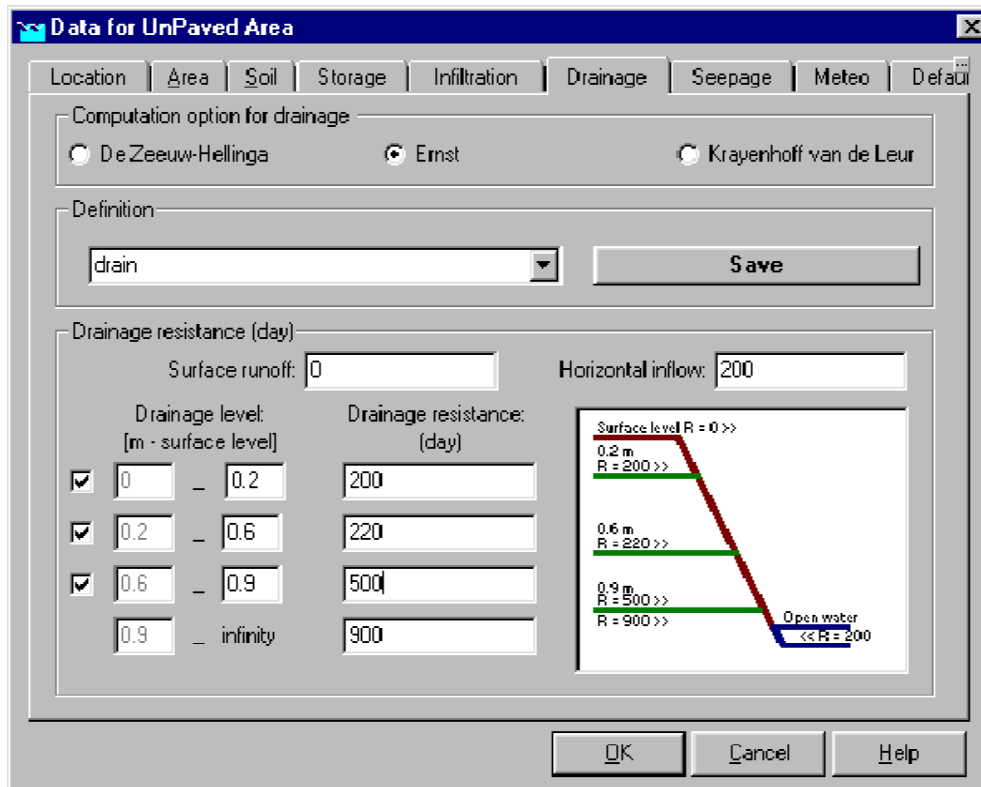 Data for UnPaved Area
Location Area Soil Storage Infiltration Drainage Seepage Meteo Defaul
Computation option for drainage
De Zeeuw-Hellinga Ernst Krayenhoff van de Leur
Definition
drain Save
Drainage resistance (day)
Surface runoff: 0 Horizontal inflow: 200
Drainage level: Drainage resistance:
[m - surface level] (day)
0 _ 0.2 200
0.2 _ 0.6 220
0.6 _ 0.9 500
0.9 _ infinity 900
Surface level R = 0 >>
0.2 m
R = 200 >>
0.6 m
R = 220 >>
0.9 m
R = 500 >>
R = 900 >>
Open water
<< R = 200
OK Cancel Help